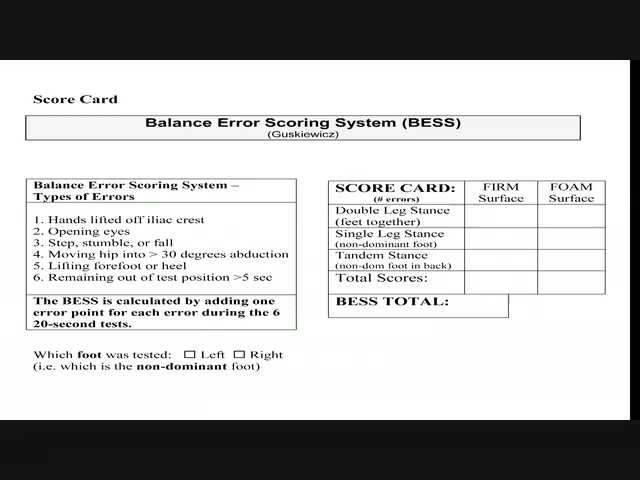 Score Card
Balance Error Scoring System (BESS)
(Guskiewicz)
Balance Error Scoring System –
Types of Errors
1. Hands lifted off iliac crest
2. Opening eyes
3. Step, stumble, or fall
4. Moving hip into > 30 degrees abduction
5. Lifting forefoot or heel
6. Remaining out of test position >5 sec
The BESS is calculated by adding one
error point for each error during the 6
20-second tests.
SCORE CARD:
(# errors)
FIRM
Surface
FOAM
Surface
Double Leg Stance
(feet together)
Single Leg Stance
(non-dominant foot)
Tandem Stance
(non-dom foot in back)
Total Scores:
BESS TOTAL:
Which foot was tested: ☐ Left ☐ Right
(i.e. which is the non-dominant foot)